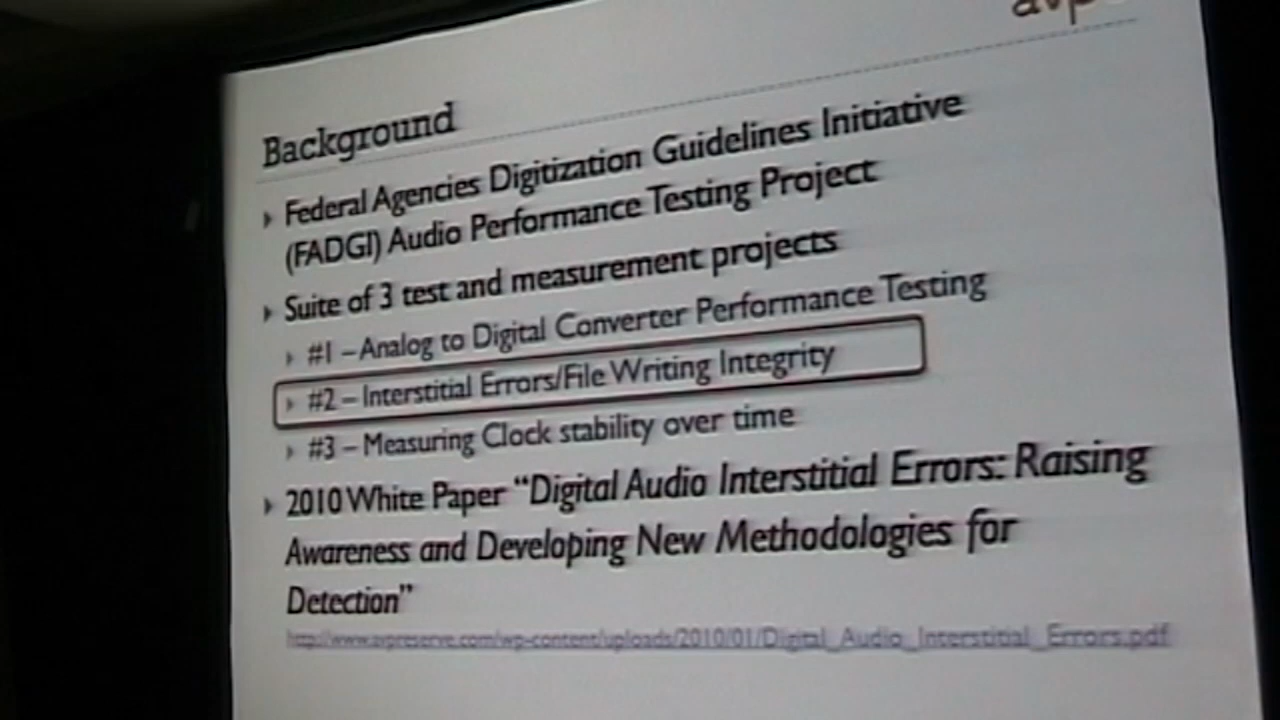 Background
Federal Agencies Digitization Guidelines Initiative
(FADGI) Audio Performance Testing Project
Suite of 3 test and measurement projects
#1 – Analog to Digital Converter Performance Testing
#2 – Interstitial Errors/File Writing Integrity
#3 – Measuring Clock stability over time
2010 White Paper “Digital Audio Interstitial Errors: Raising
Awareness and Developing New Methodologies for
Detection”
http://www.avpreserve.com/wp-content/uploads/2010/01/Digital_Audio_Interstitial_Errors.pdf